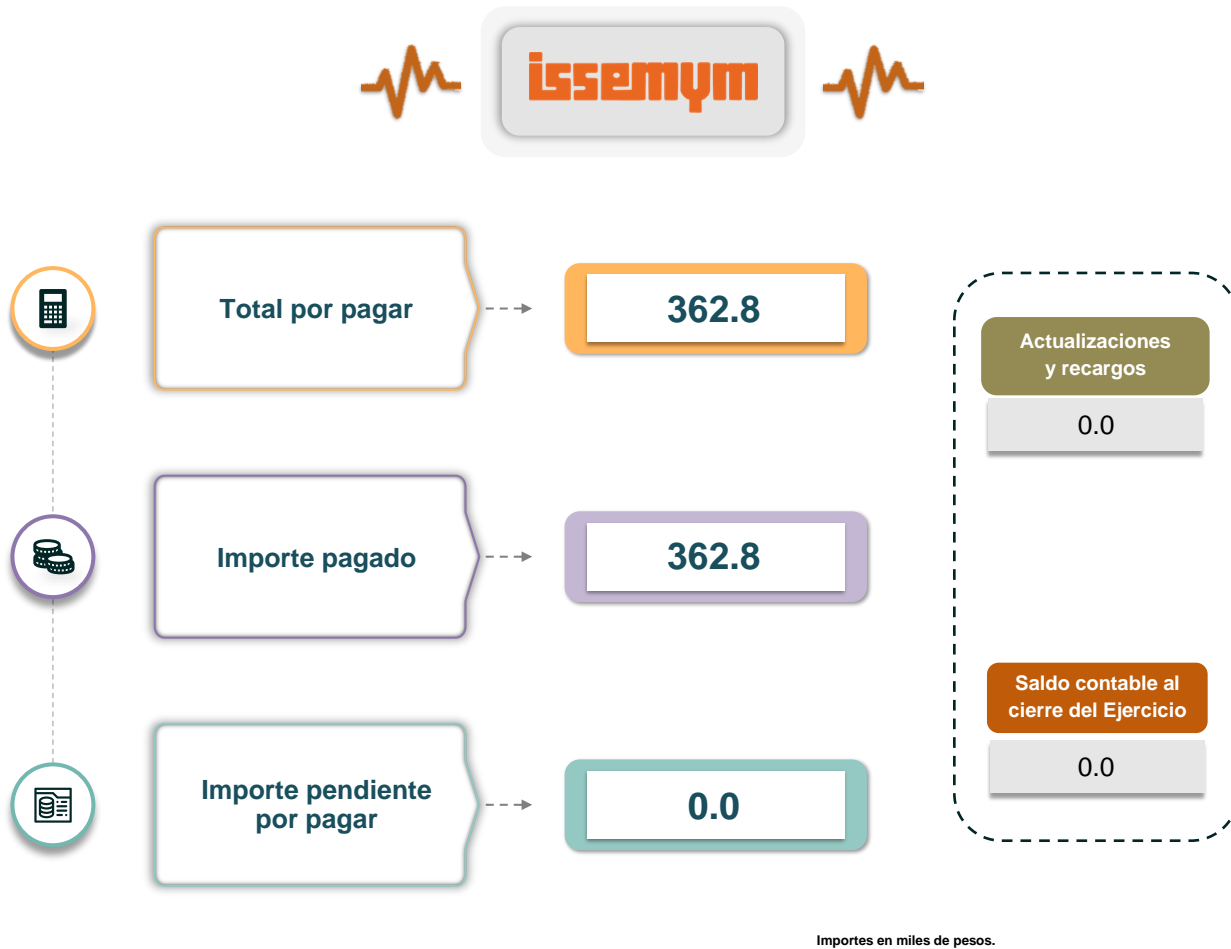 issemym
Total por pagar
362.8
Actualizaciones
y recargos
0.0
Importe pagado
362.8
Saldo contable al
cierre del Ejercicio
0.0
Importe pendiente
por pagar
0.0
Importes en miles de pesos.